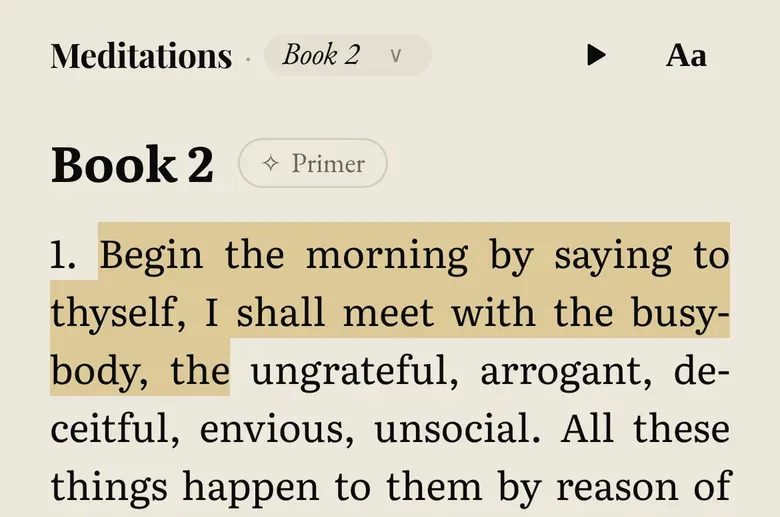 Meditations · Book 2 ∨ Aa
Book 2 ✧ Primer
1. Begin the morning by saying to
thyself, I shall meet with the busy-
body, the ungrateful, arrogant, de-
ceitful, envious, unsocial. All these
things happen to them by reason of